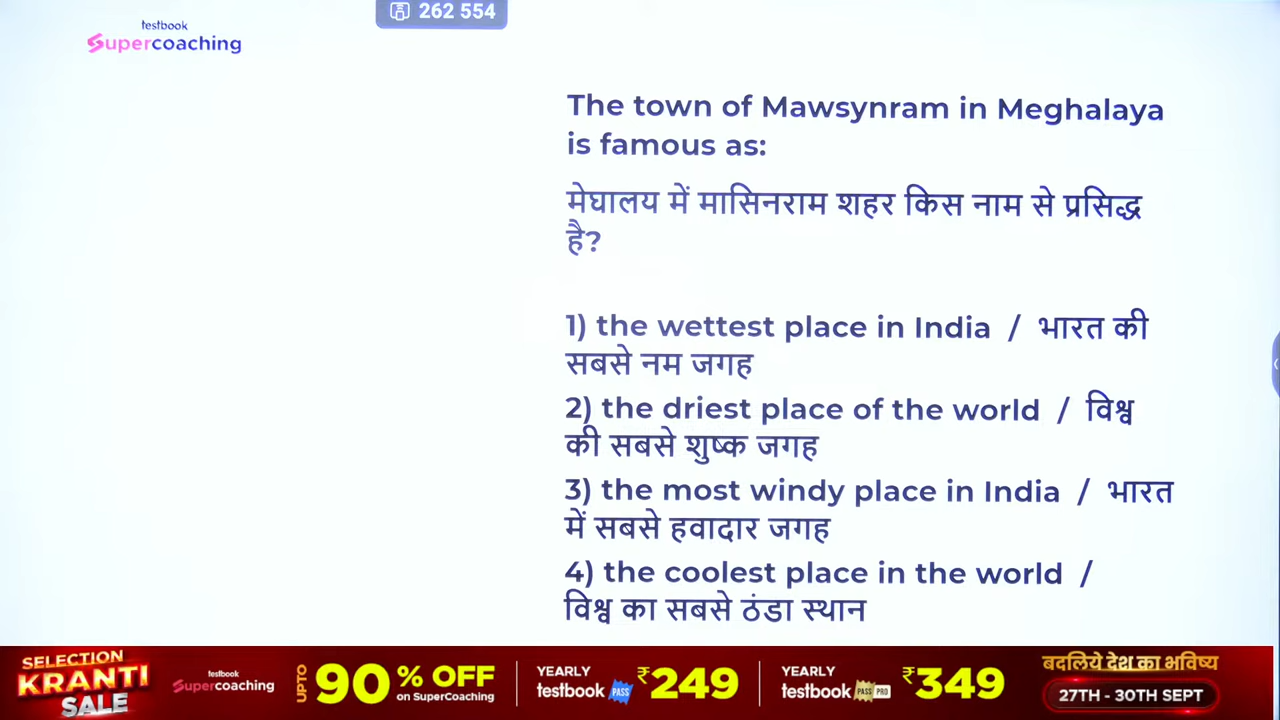 262 554
testbook
Supercoaching
The town of Mawsynram in Meghalaya
is famous as:
मेघालय में मासिनराम शहर किस नाम से प्रसिद्ध
है?
1) the wettest place in India / भारत की
सबसे नम जगह
2) the driest place of the world / विश्व
की सबसे शुष्क जगह
3) the most windy place in India / भारत
में सबसे हवादार जगह
4) the coolest place in the world /
विश्व का सबसे ठंडा स्थान
SELECTION
KRANTI
SALE
testbook
Supercoaching
UPTO
90% OFF
on SuperCoaching
YEARLY
testbook PASS
₹249
YEARLY
testbook PASS PRO
₹349
बदलिये देश का भविष्य
27TH - 30TH SEPT